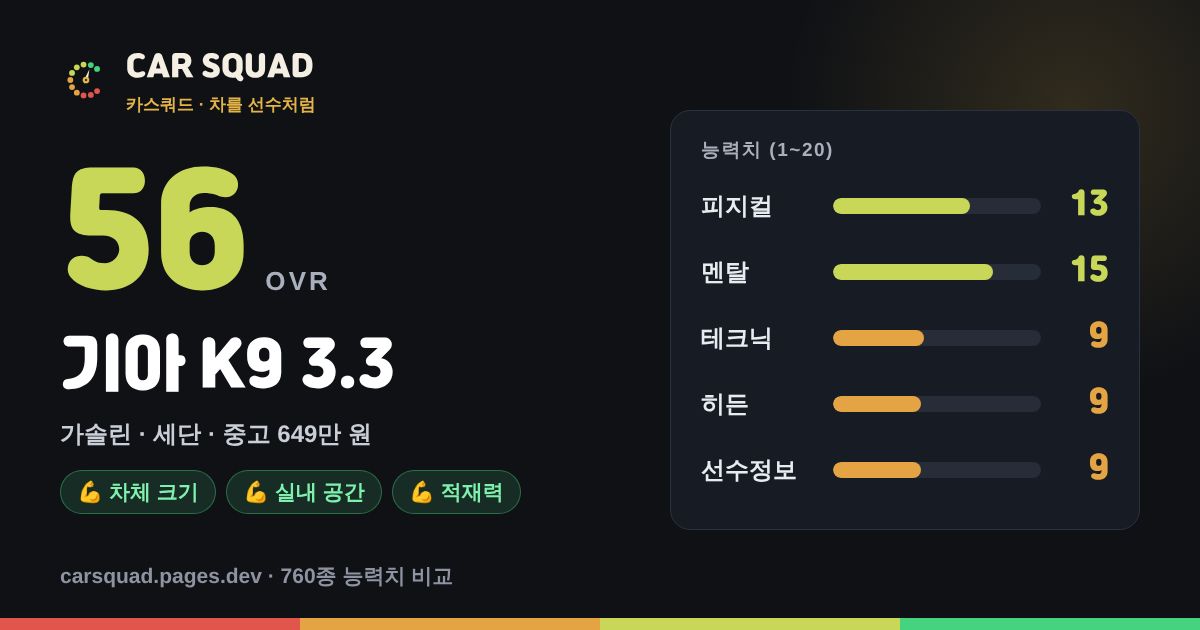 CAR SQUAD
카스쿼드 · 차를 선수처럼
56 OVR
기아 K9 3.3
가솔린 · 세단 · 중고 649만 원
💪 차체 크기 💪 실내 공간 💪 적재력
carsquad.pages.dev · 760종 능력치 비교
능력치 (1~20)
피지컬 13
멘탈 15
테크닉 9
히든 9
선수정보 9